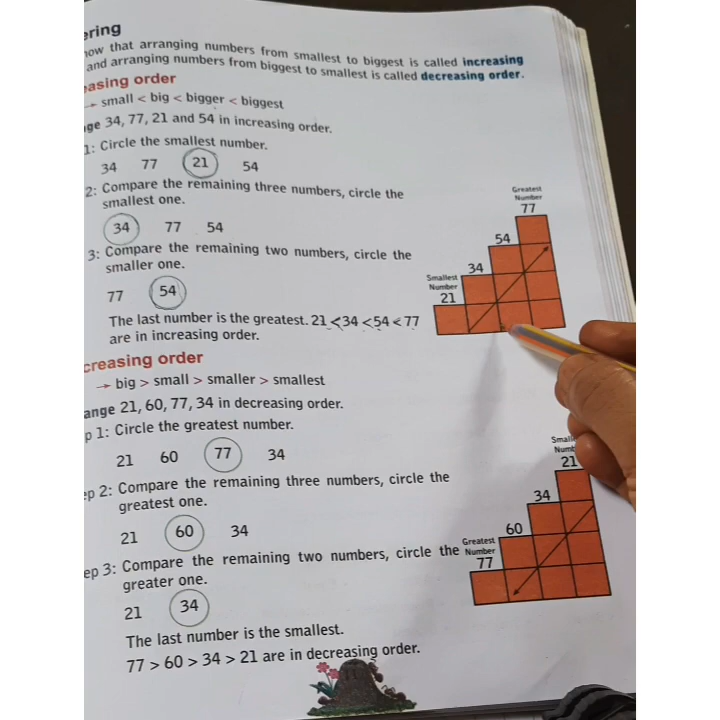 ering
now that arranging numbers from smallest to biggest is called increasing
and arranging numbers from biggest to smallest is called decreasing order.
easing order
→ small < big < bigger < biggest
nge 34, 77, 21 and 54 in increasing order.
1: Circle the smallest number.
34 77 21 54
2: Compare the remaining three numbers, circle the
smallest one.
34 77 54
3: Compare the remaining two numbers, circle the
smaller one.
77 54
The last number is the greatest. 21 < 34 < 54 < 77
are in increasing order.
Greatest
Number
77
54
34
Smallest
Number
21
creasing order
→ big > small > smaller > smallest
ange 21, 60, 77, 34 in decreasing order.
p 1: Circle the greatest number.
21 60 77 34
ep 2: Compare the remaining three numbers, circle the
greatest one.
21 60 34
ep 3: Compare the remaining two numbers, circle the
greater one.
21 34
The last number is the smallest.
77 > 60 > 34 > 21 are in decreasing order.
Small
Numb
21
34
60
Greatest
Number
77